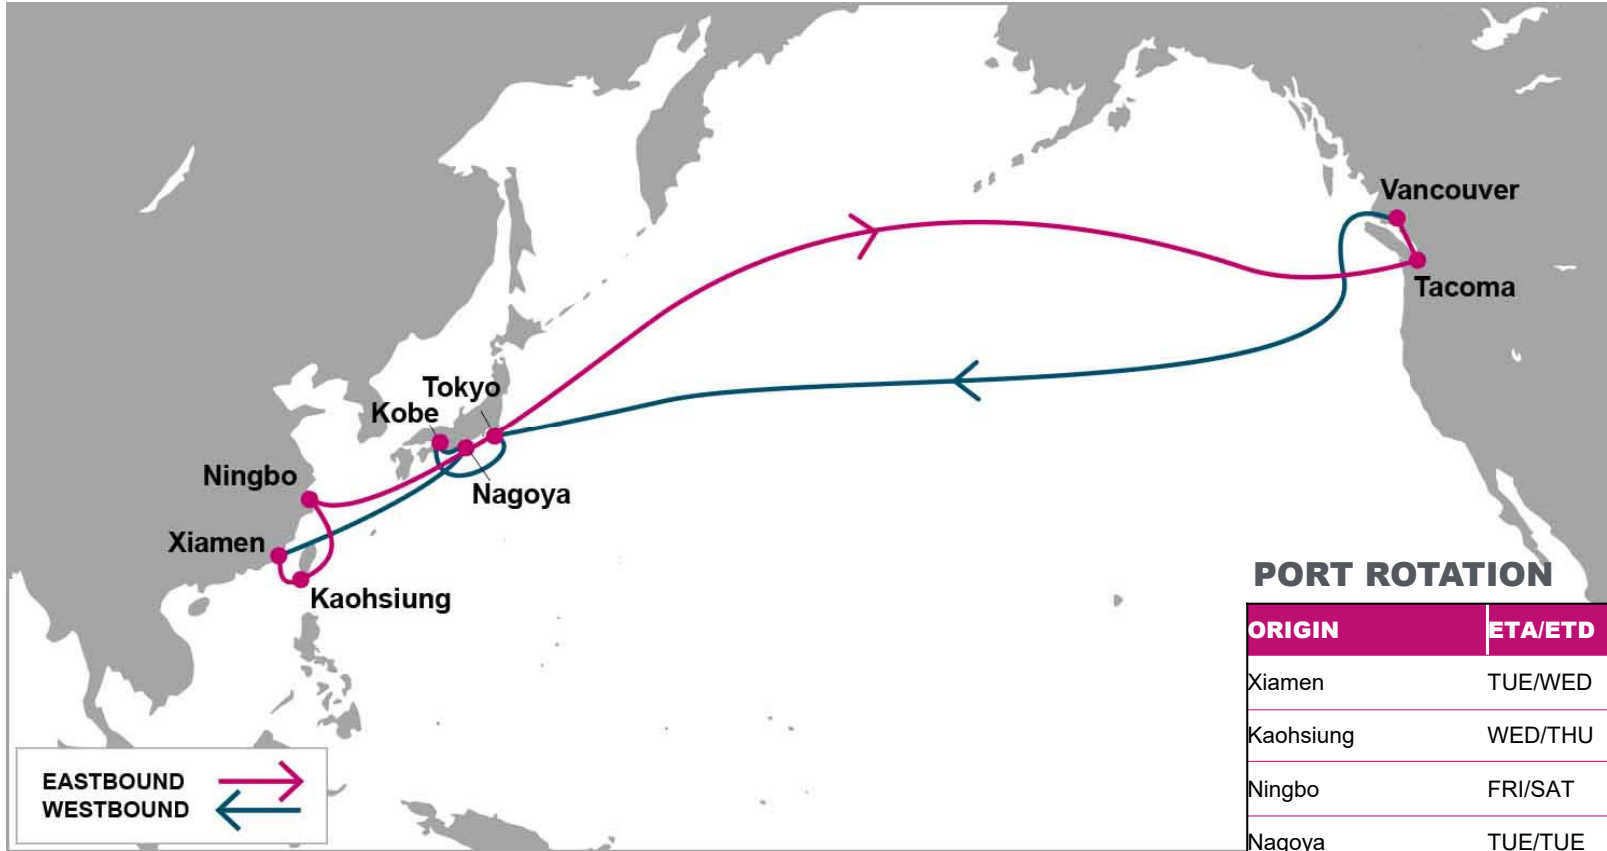 Vancouver
Tacoma
Tokyo
Kobe
Ningbo
Nagoya
Xiamen
Kaohsiung
EASTBOUND
WESTBOUND
PORT ROTATION
ORIGIN ETA/ETD
Xiamen TUE/WED
Kaohsiung WED/THU
Ningbo FRI/SAT
Nagoya TUE/TUE